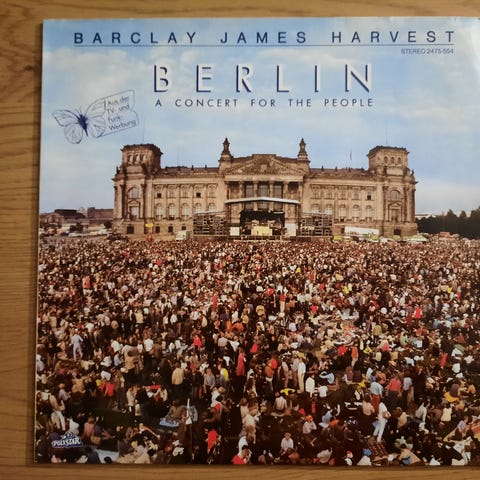 BARCLAY JAMES HARVEST
STEREO 2475 554
BERLIN
A CONCERT FOR THE PEOPLE
Aus der
TV- und
Funk-
Werbung
POLYSTAR